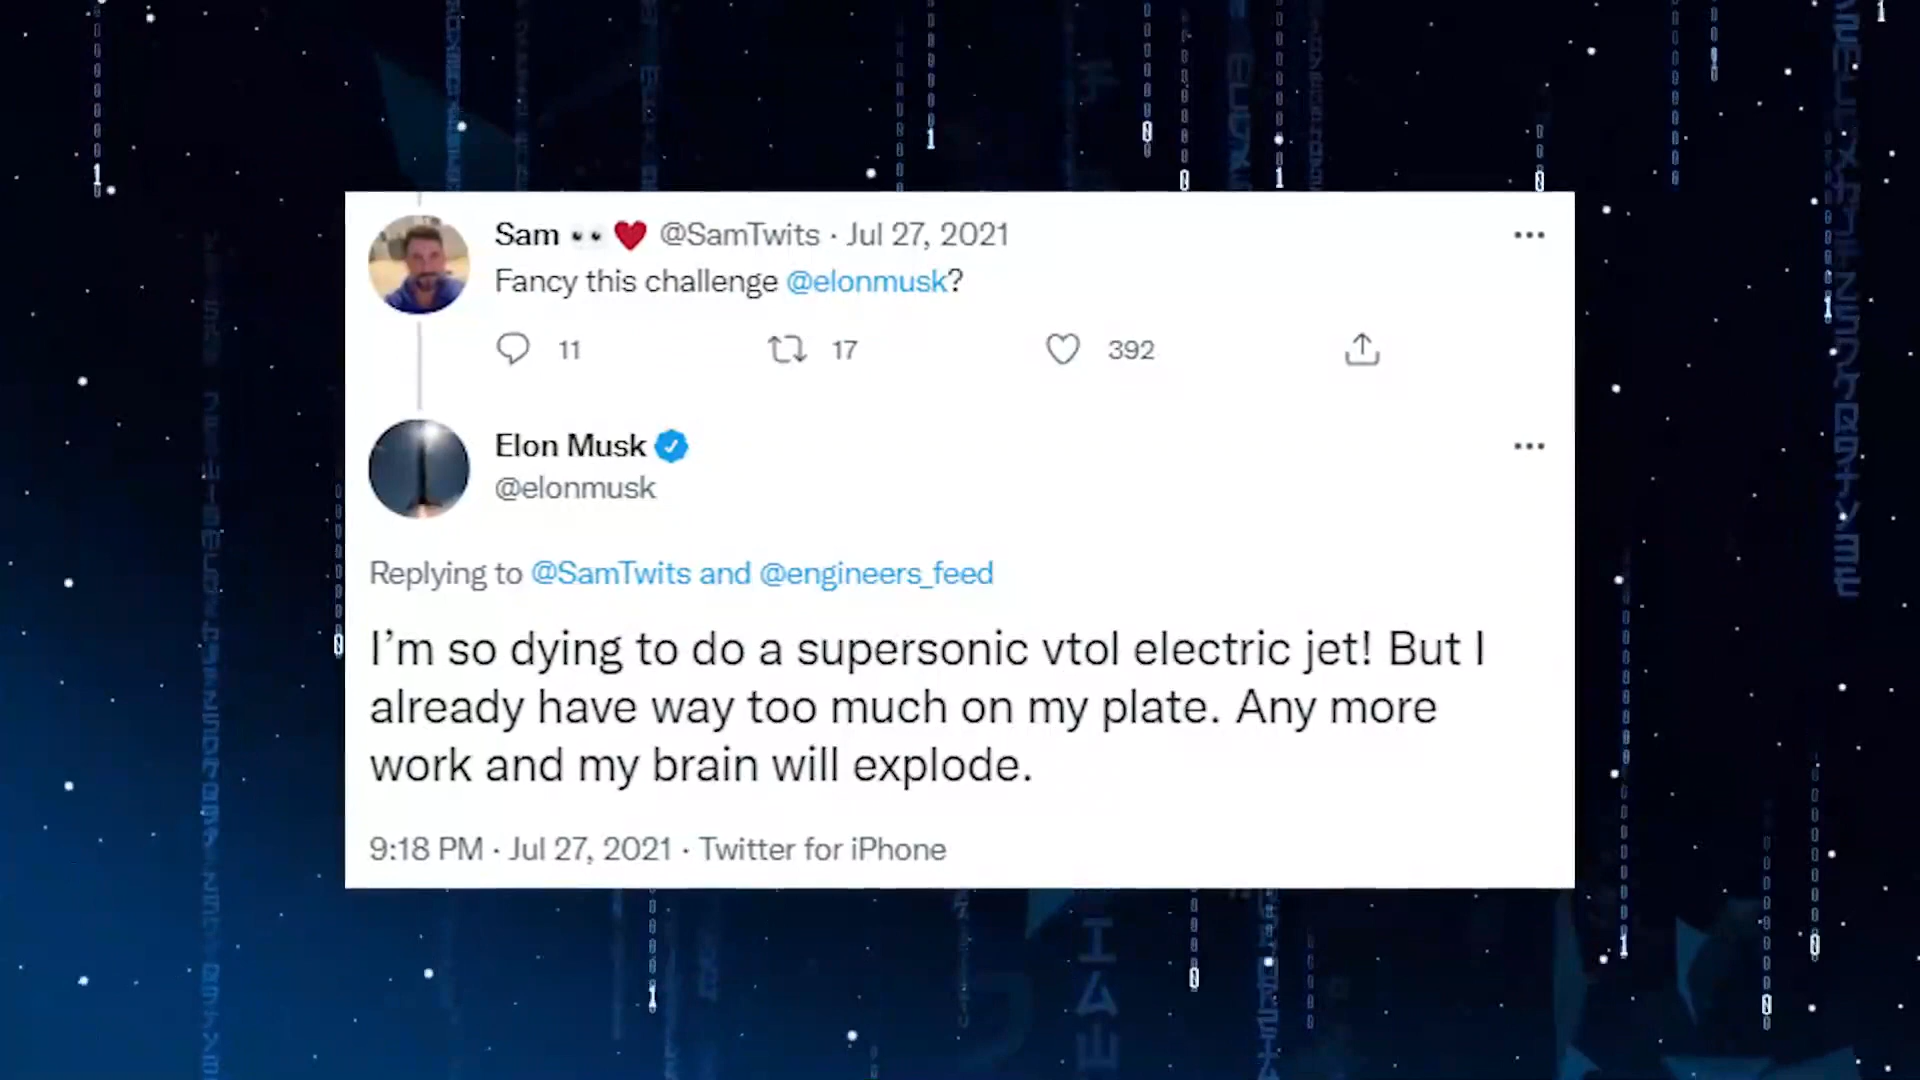 Sam 👀❤️ @SamTwits · Jul 27, 2021
Fancy this challenge @elonmusk?
11 17 392
Elon Musk
@elonmusk
Replying to @SamTwits and @engineers_feed
I’m so dying to do a supersonic vtol electric jet! But I
already have way too much on my plate. Any more
work and my brain will explode.
9:18 PM · Jul 27, 2021 · Twitter for iPhone